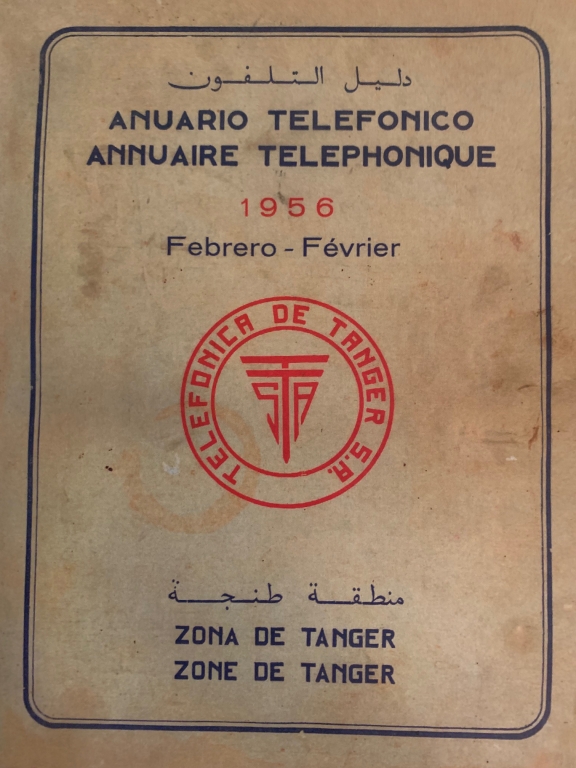 دليل التلفون
ANUARIO TELEFONICO
ANNUAIRE TELEPHONIQUE
1956
Febrero - Février
TELEFONICA DE TANGER S.A.
TSA
منطقة طنجة
ZONA DE TANGER
ZONE DE TANGER